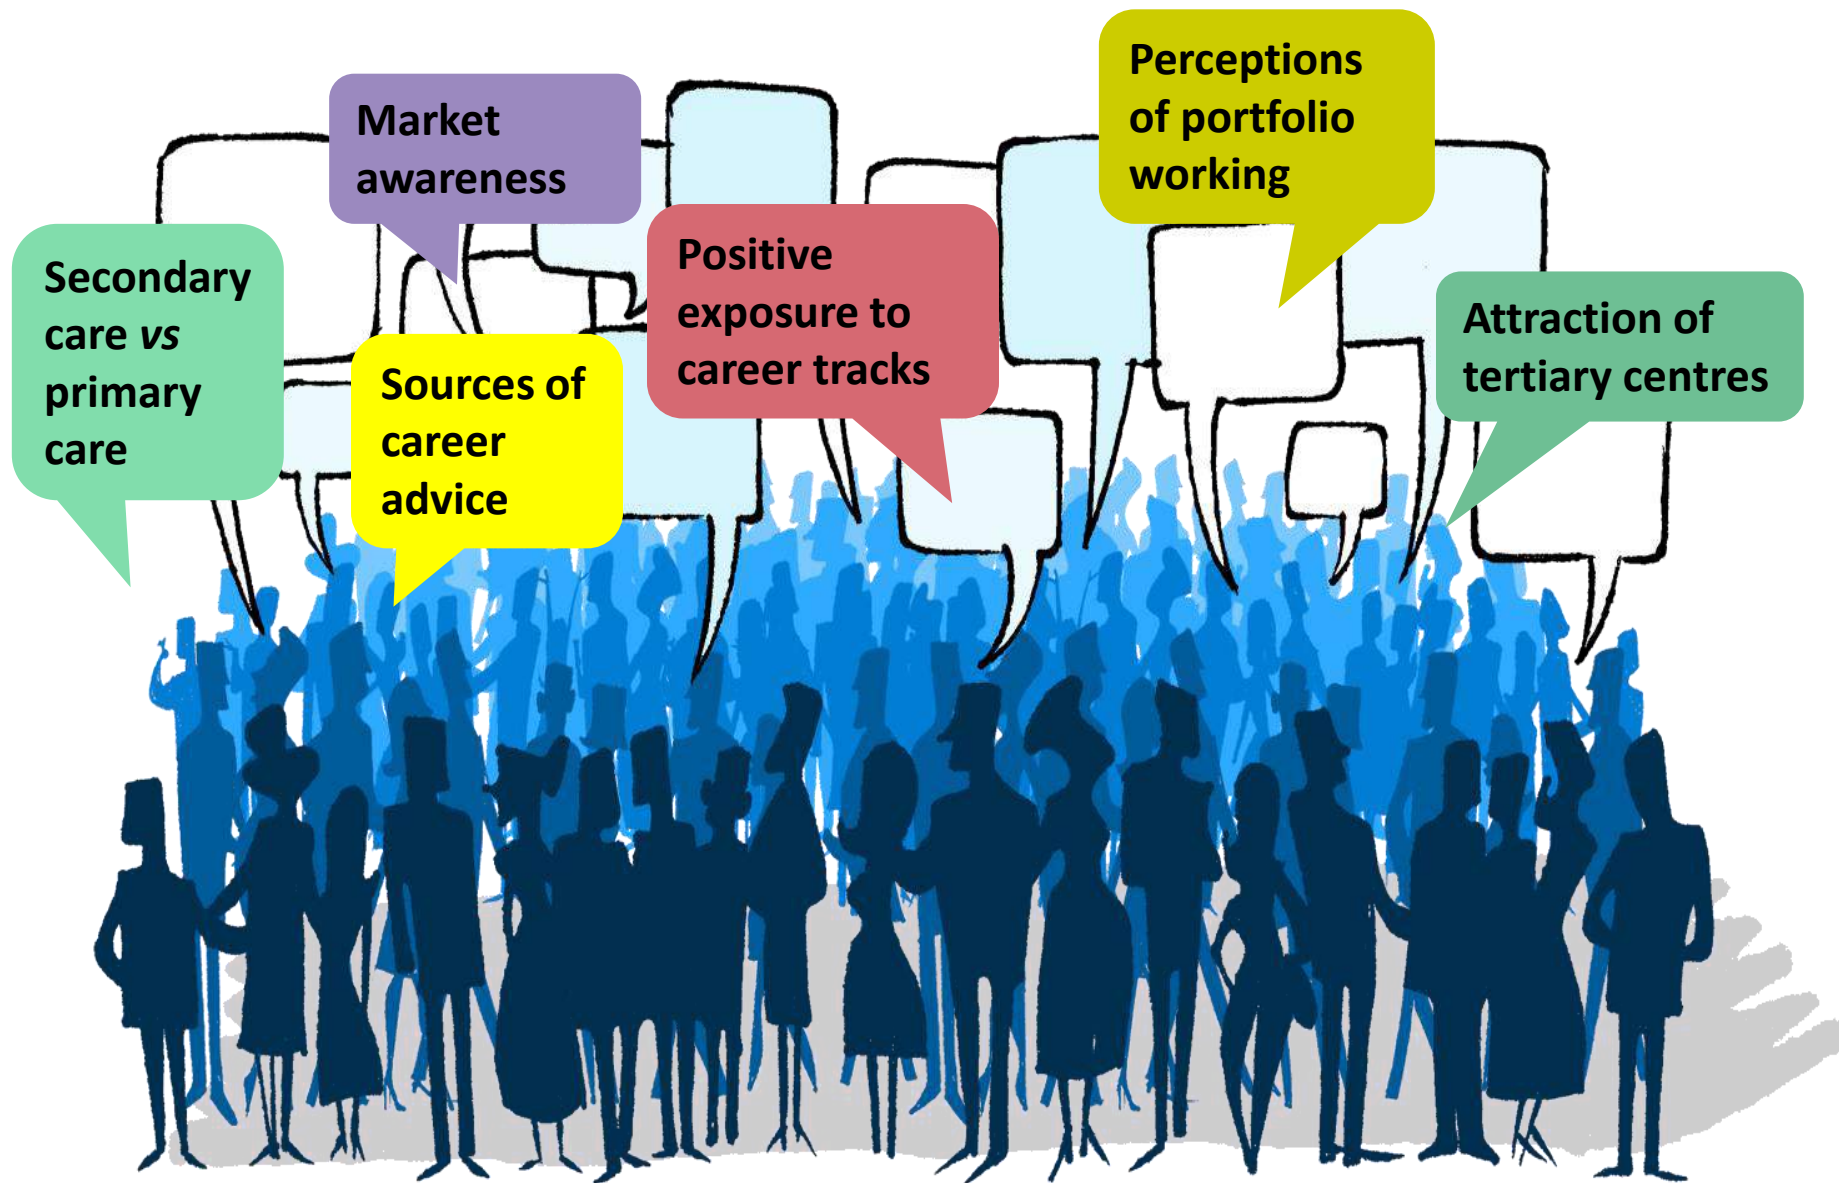 Secondary
care vs
primary
care
Market
awareness
Sources of
career
advice
Positive
exposure to
career tracks
Perceptions
of portfolio
working
Attraction of
tertiary centres